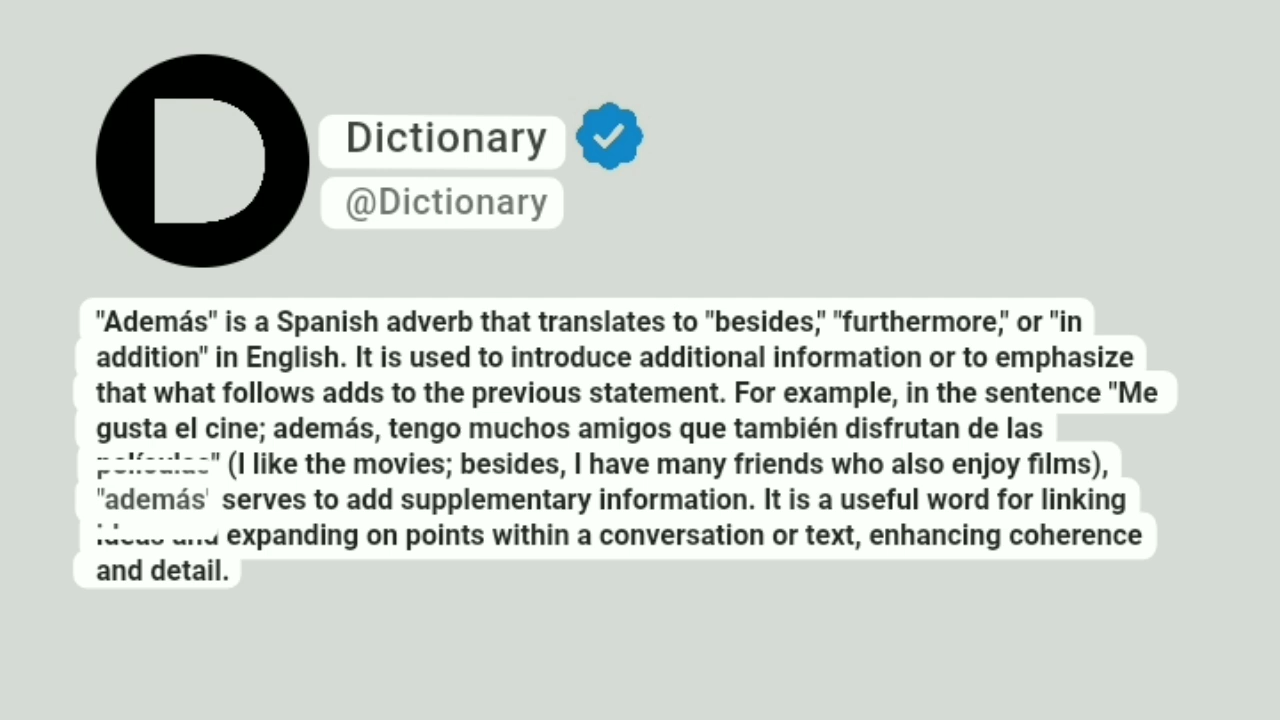 D
Dictionary
@Dictionary
"Además" is a Spanish adverb that translates to "besides," "furthermore," or "in
addition" in English. It is used to introduce additional information or to emphasize
that what follows adds to the previous statement. For example, in the sentence "Me
gusta el cine; además, tengo muchos amigos que también disfrutan de las
películas" (I like the movies; besides, I have many friends who also enjoy films),
"además" serves to add supplementary information. It is a useful word for linking
ideas and expanding on points within a conversation or text, enhancing coherence
and detail.